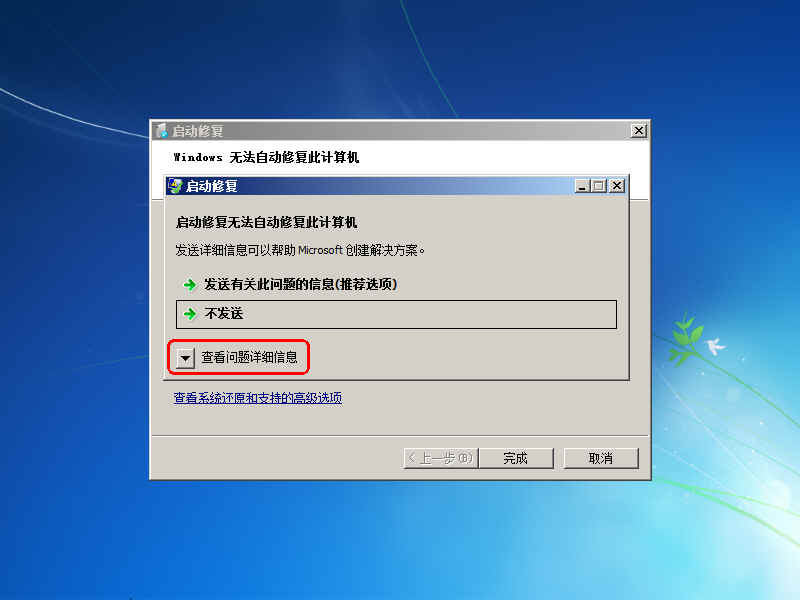 启动修复
Windows 无法自动修复此计算机
启动修复
启动修复无法自动修复此计算机
发送详细信息可以帮助 Microsoft 创建解决方案。
发送有关此问题的信息(推荐选项)
不发送
查看问题详细信息
查看系统还原和支持的高级选项
< 上一步(B)
完成
取消